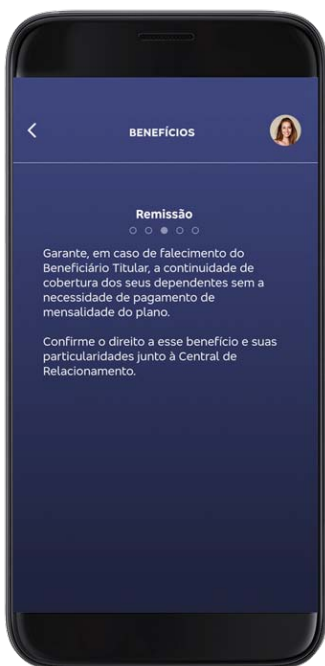 BENEFÍCIOS
Remissão
Garante, em caso de falecimento do
Beneficiário Titular, a continuidade de
cobertura dos seus dependentes sem a
necessidade de pagamento de
mensalidade do plano.
Confirme o direito a esse benefício e suas
particularidades junto à Central de
Relacionamento.